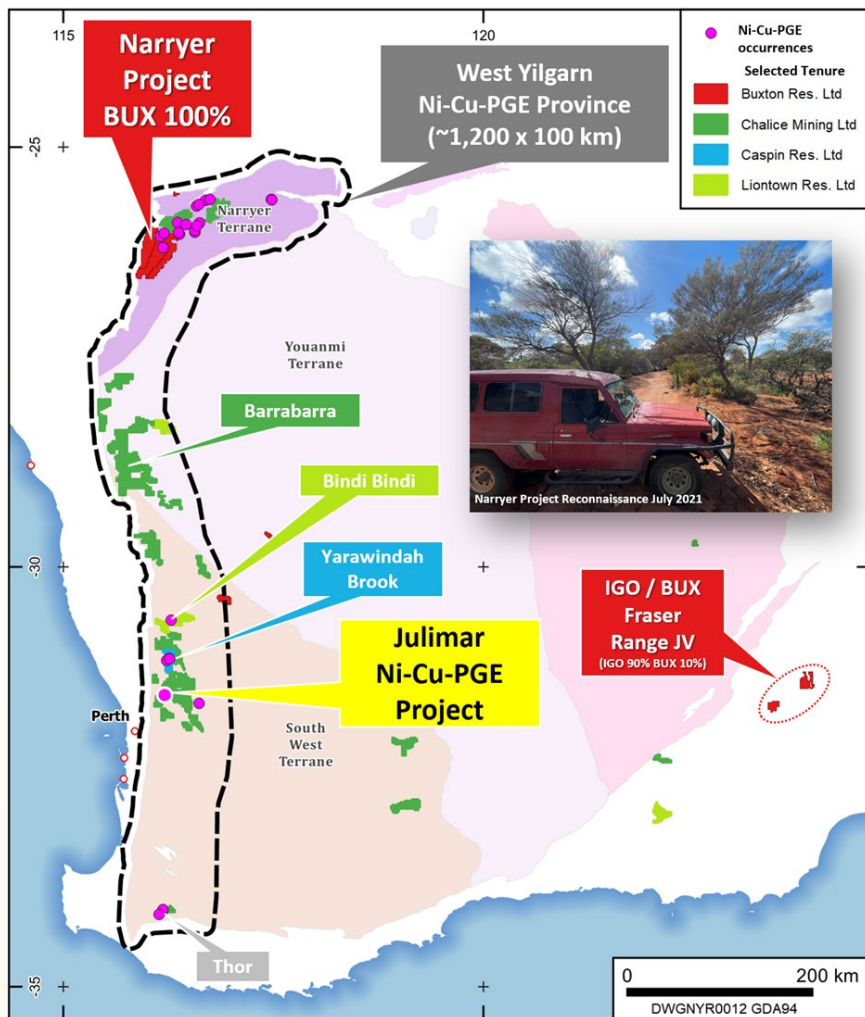 115
120
Narryer
Project
BUX 100%
West Yilgarn
Ni-Cu-PGE Province
(~1,200 x 100 km)
Ni-Cu-PGE
occurrences
Selected Tenure
Buxton Res. Ltd
Chalice Mining Ltd
Caspin Res. Ltd
Liontown Res. Ltd
-25
Narryer
Terrane
Youanmi
Terrane
Barrabarra
Narryer Project Reconnaissance July 2021
Bindi Bindi
-30
Yarawindah
Brook
IGO / BUX
Fraser
Range JV
(IGO 90% BUX 10%)
Julimar
Ni-Cu-PGE
Project
Perth
South
West
Terrane
Thor
-35
0
200 km
DWGNYR0012 GDA94